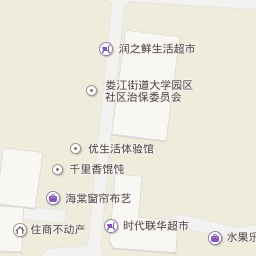 润之鲜生活超市
娄江街道大学园区
社区治保委员会
优生活体验馆
千里香馄饨
海棠窗帘布艺
住商不动产
时代联华超市
水果乐